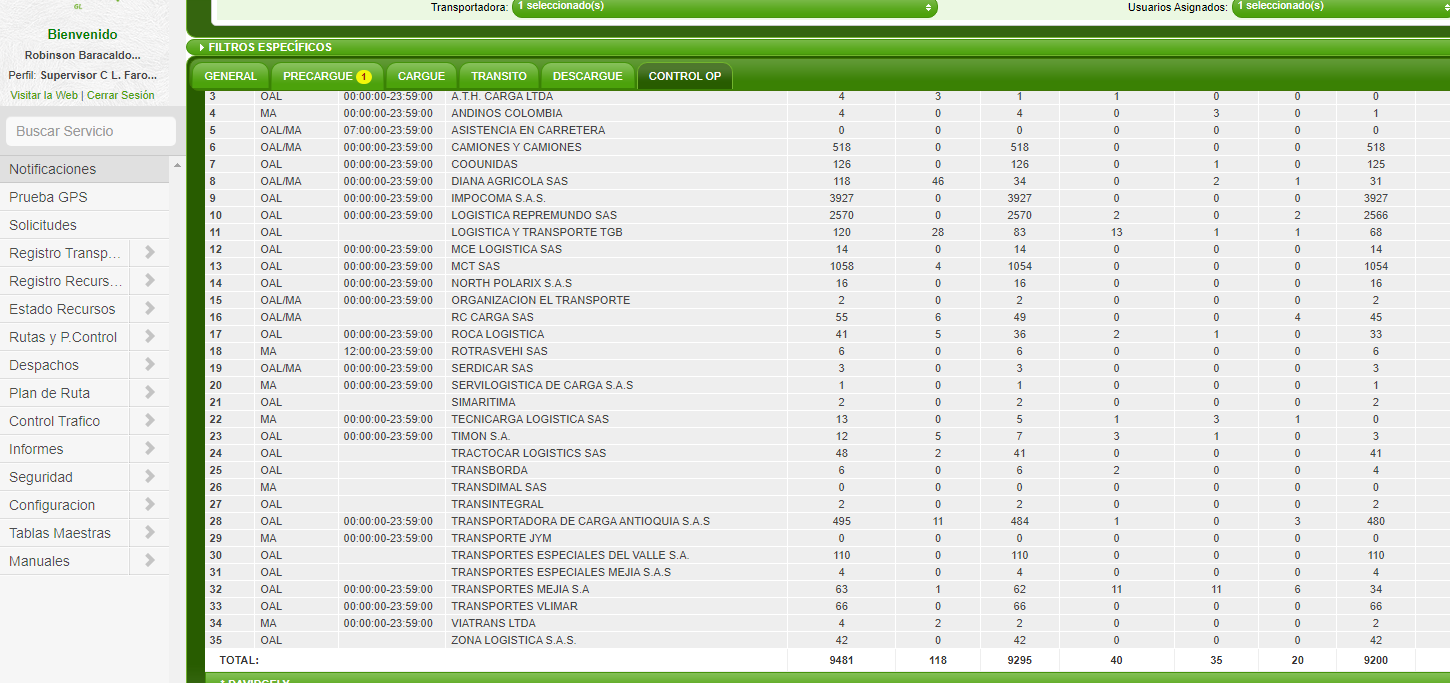 Transportadora: 1 seleccionado(s) Usuarios Asignados: 1 seleccionado(s)
FILTROS ESPECÍFICOS
GENERAL PRECARGUE 1 CARGUE TRANSITO DESCARGUE CONTROL OP
GL
Bienvenido
Robinson Baracaldo...
Perfil: Supervisor C L. Faro...
Visitar la Web | Cerrar Sesión
Buscar Servicio
Notificaciones
Prueba GPS
Solicitudes
Registro Transp...
Registro Recurs...
Estado Recursos
Rutas y P.Control
Despachos
Plan de Ruta
Control Trafico
Informes
Seguridad
Configuracion
Tablas Maestras
Manuales
3 OAL 00:00:00-23:59:00 A.T.H. CARGA LTDA 4 3 1 1 0 0 0
4 MA 00:00:00-23:59:00 ANDINOS COLOMBIA 4 0 4 0 3 0 1
5 OAL/MA 07:00:00-23:59:00 ASISTENCIA EN CARRETERA 0 0 0 0 0 0 0
6 OAL/MA 00:00:00-23:59:00 CAMIONES Y CAMIONES 518 0 518 0 0 0 518
7 OAL 00:00:00-23:59:00 COOUNIDAS 126 0 126 0 1 0 125
8 OAL/MA 00:00:00-23:59:00 DIANA AGRICOLA SAS 118 46 34 0 2 1 31
9 OAL 00:00:00-23:59:00 IMPOCOMA S.A.S. 3927 0 3927 0 0 0 3927
10 OAL 00:00:00-23:59:00 LOGISTICA REPREMUNDO SAS 2570 0 2570 2 0 2 2566
11 OAL LOGISTICA Y TRANSPORTE TGB 120 28 83 13 1 1 68
12 OAL 00:00:00-23:59:00 MCE LOGISTICA SAS 14 0 14 0 0 0 14
13 OAL 00:00:00-23:59:00 MCT SAS 1058 4 1054 0 0 0 1054
14 OAL 00:00:00-23:59:00 NORTH POLARIX S.A.S 16 0 16 0 0 0 16
15 OAL/MA 00:00:00-23:59:00 ORGANIZACION EL TRANSPORTE 2 0 2 0 0 0 2
16 OAL/MA RC CARGA SAS 55 6 49 0 0 4 45
17 OAL 00:00:00-23:59:00 ROCA LOGISTICA 41 5 36 2 1 0 33
18 MA 12:00:00-23:59:00 ROTRASVEHI SAS 6 0 6 0 0 0 6
19 OAL/MA 00:00:00-23:59:00 SERDICAR SAS 3 0 3 0 0 0 3
20 MA 00:00:00-23:59:00 SERVILOGISTICA DE CARGA S.A.S 1 0 1 0 0 0 1
21 OAL SIMARITIMA 2 0 2 0 0 0 2
22 MA 00:00:00-23:59:00 TECNICARGA LOGISTICA SAS 13 0 5 1 3 1 0
23 OAL 00:00:00-23:59:00 TIMON S.A. 12 5 7 3 1 0 3
24 OAL TRACTOCAR LOGISTICS SAS 48 2 41 0 0 0 41
25 OAL TRANSBORDA 6 0 6 2 0 0 4
26 MA TRANSDIMAL SAS 0 0 0 0 0 0 0
27 OAL TRANSINTEGRAL 2 0 2 0 0 0 2
28 OAL 00:00:00-23:59:00 TRANSPORTADORA DE CARGA ANTIOQUIA S.A.S 495 11 484 1 0 3 480
29 MA 00:00:00-23:59:00 TRANSPORTE JYM 0 0 0 0 0 0 0
30 OAL TRANSPORTES ESPECIALES DEL VALLE S.A. 110 0 110 0 0 0 110
31 OAL TRANSPORTES ESPECIALES MEJIA S.A.S 4 0 4 0 0 0 4
32 OAL 00:00:00-23:59:00 TRANSPORTES MEJIA S.A 63 1 62 11 11 6 34
33 OAL 00:00:00-23:59:00 TRANSPORTES VLIMAR 66 0 66 0 0 0 66
34 MA 00:00:00-23:59:00 VIATRANS LTDA 4 2 2 0 0 0 2
35 OAL ZONA LOGISTICA S.A.S. 42 0 42 0 0 0 42
TOTAL: 9481 118 9295 40 35 20 9200